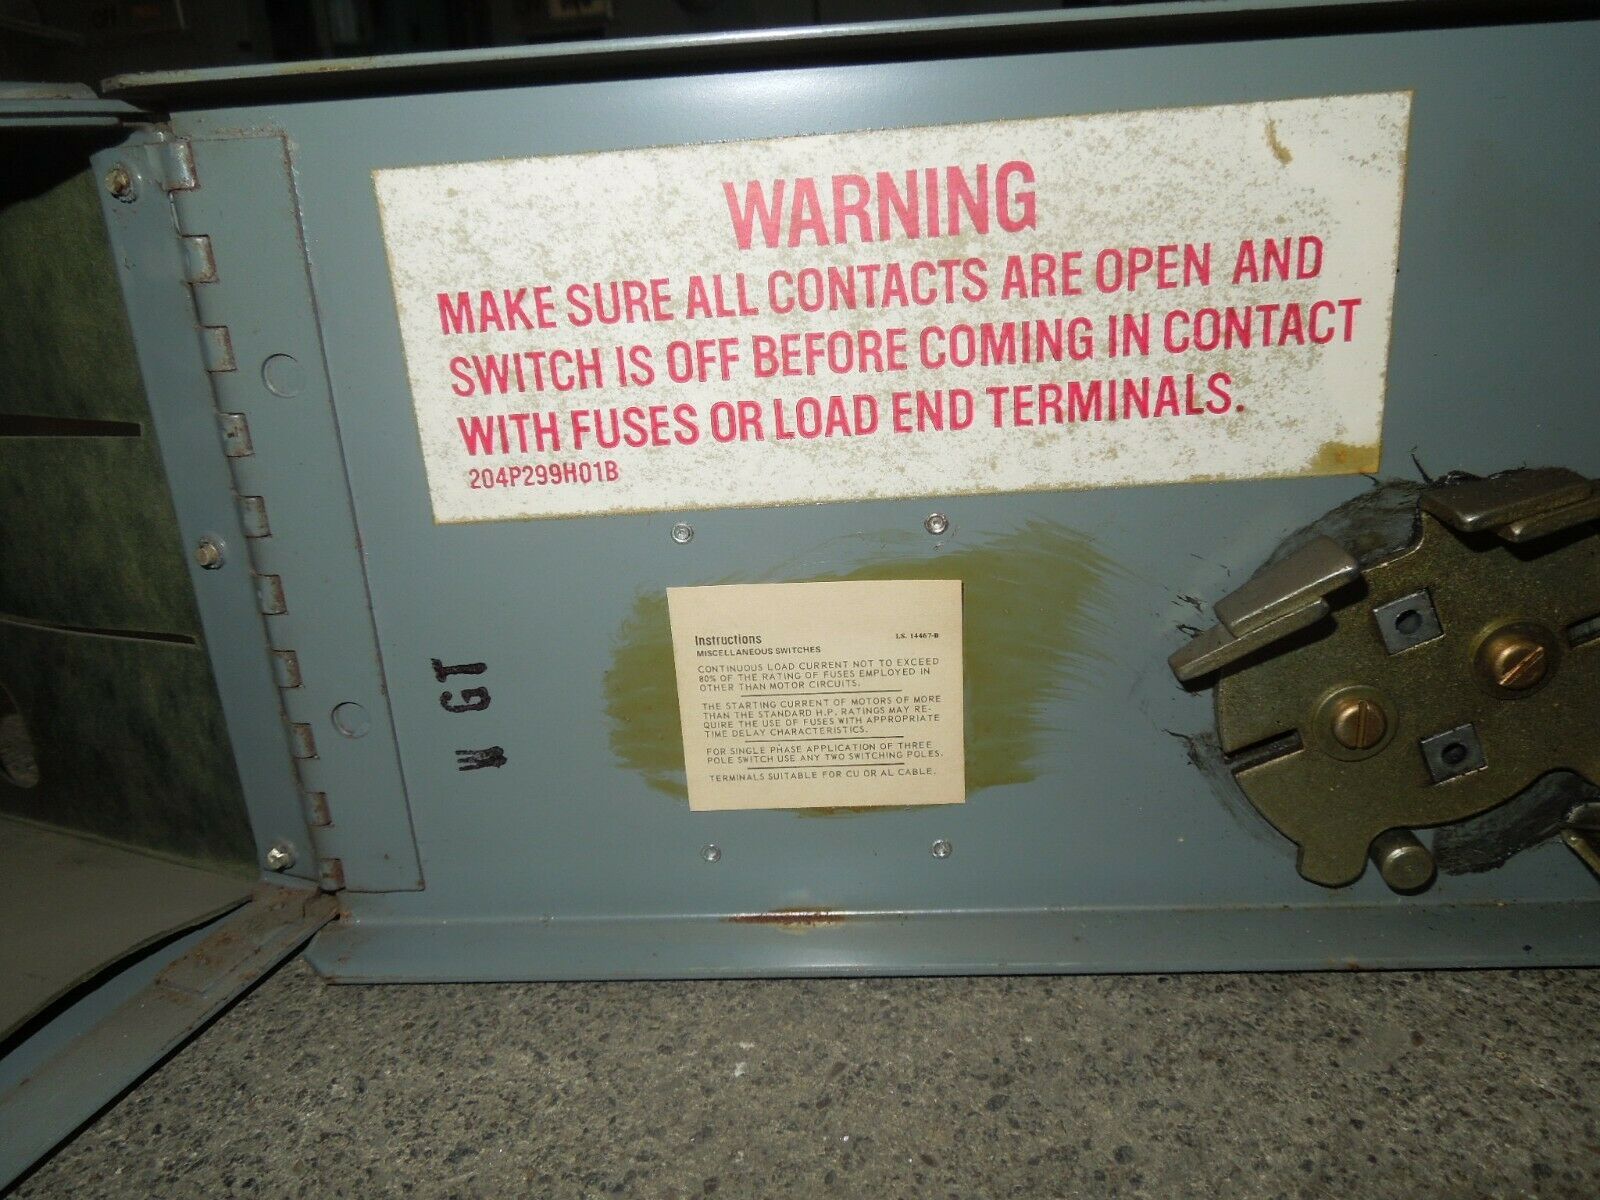 WARNING
MAKE SURE ALL CONTACTS ARE OPEN AND
SWITCH IS OFF BEFORE COMING IN CONTACT
WITH FUSES OR LOAD END TERMINALS.
204P299H01B
Instructions I.S. 14467-B
MISCELLANEOUS SWITCHES
CONTINUOUS LOAD CURRENT NOT TO EXCEED
80% OF THE RATING OF FUSES EMPLOYED IN
OTHER THAN MOTOR CIRCUITS.
THE STARTING CURRENT OF MOTORS OF MORE
THAN THE STANDARD H.P. RATINGS MAY RE-
QUIRE THE USE OF FUSES WITH APPROPRIATE
TIME DELAY CHARACTERISTICS.
FOR SINGLE PHASE APPLICATION OF THREE
POLE SWITCH USE ANY TWO SWITCHING POLES.
TERMINALS SUITABLE FOR CU OR AL CABLE.
W GT